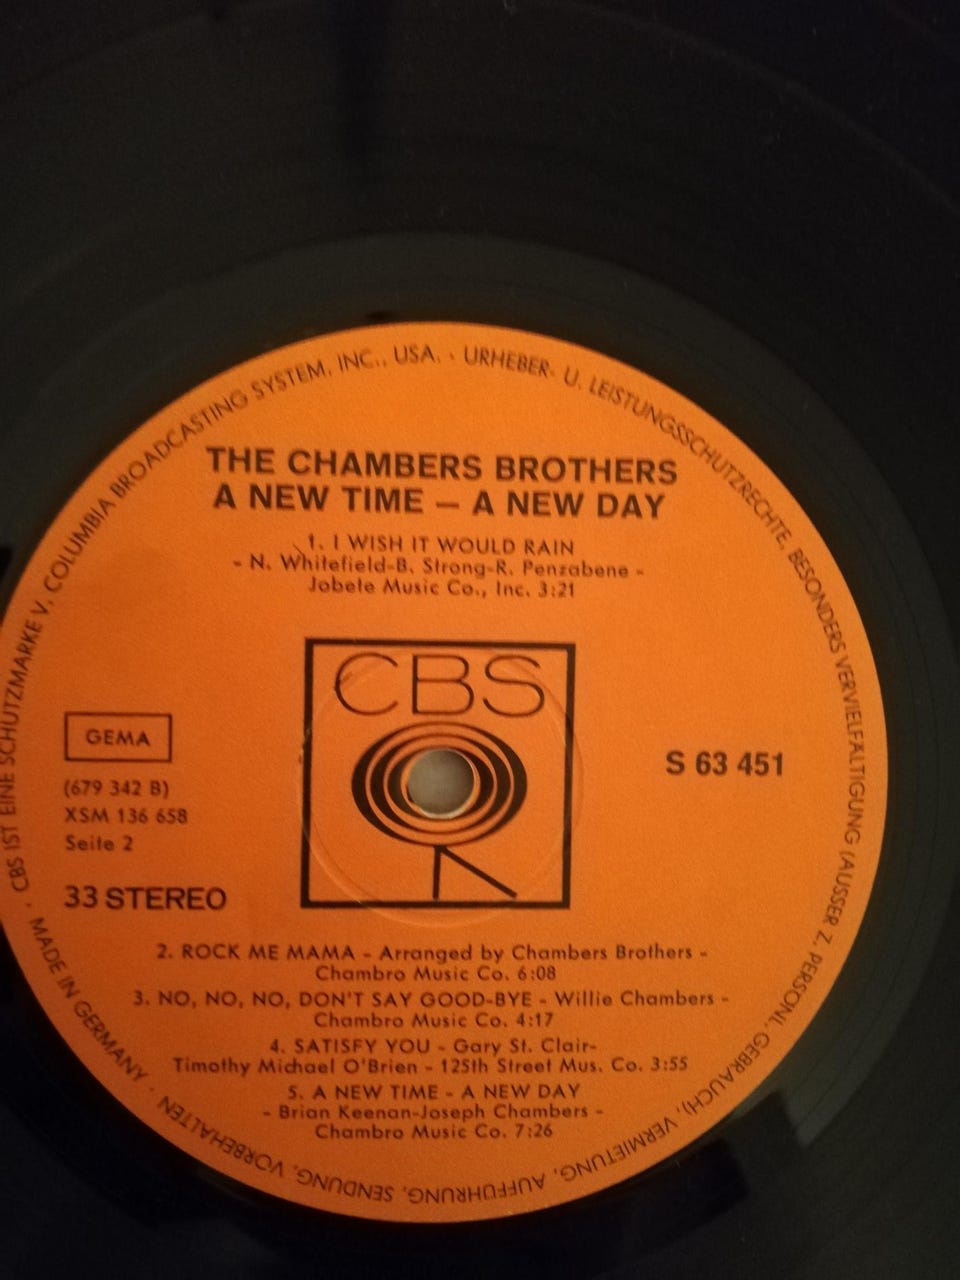 CBS IST EINE SCHUTZMARKE V. COLUMBIA BROADCASTING SYSTEM, INC., USA. · URHEBER- U. LEISTUNGSSCHUTZRECHTE, BESONDERS VERVIELFÄLTIGUNG (AUSSER Z. PERSÖNL. GEBRAUCH), VERMIETUNG, AUFFÜHRUNG, SENDUNG, VORBEHALTEN · MADE IN GERMANY ·
THE CHAMBERS BROTHERS
A NEW TIME – A NEW DAY
1. I WISH IT WOULD RAIN
- N. Whitefield-B. Strong-R. Penzabene -
Jobete Music Co., Inc. 3:21
CBS
GEMA
(679 342 B)
XSM 136 658
Seite 2
33 STEREO
S 63 451
2. ROCK ME MAMA - Arranged by Chambers Brothers -
Chambro Music Co. 6:08
3. NO, NO, NO, DON'T SAY GOOD-BYE - Willie Chambers -
Chambro Music Co. 4:17
4. SATISFY YOU - Gary St. Clair-
Timothy Michael O'Brien - 125th Street Mus. Co. 3:55
5. A NEW TIME - A NEW DAY
- Brian Keenan-Joseph Chambers -
Chambro Music Co. 7:26